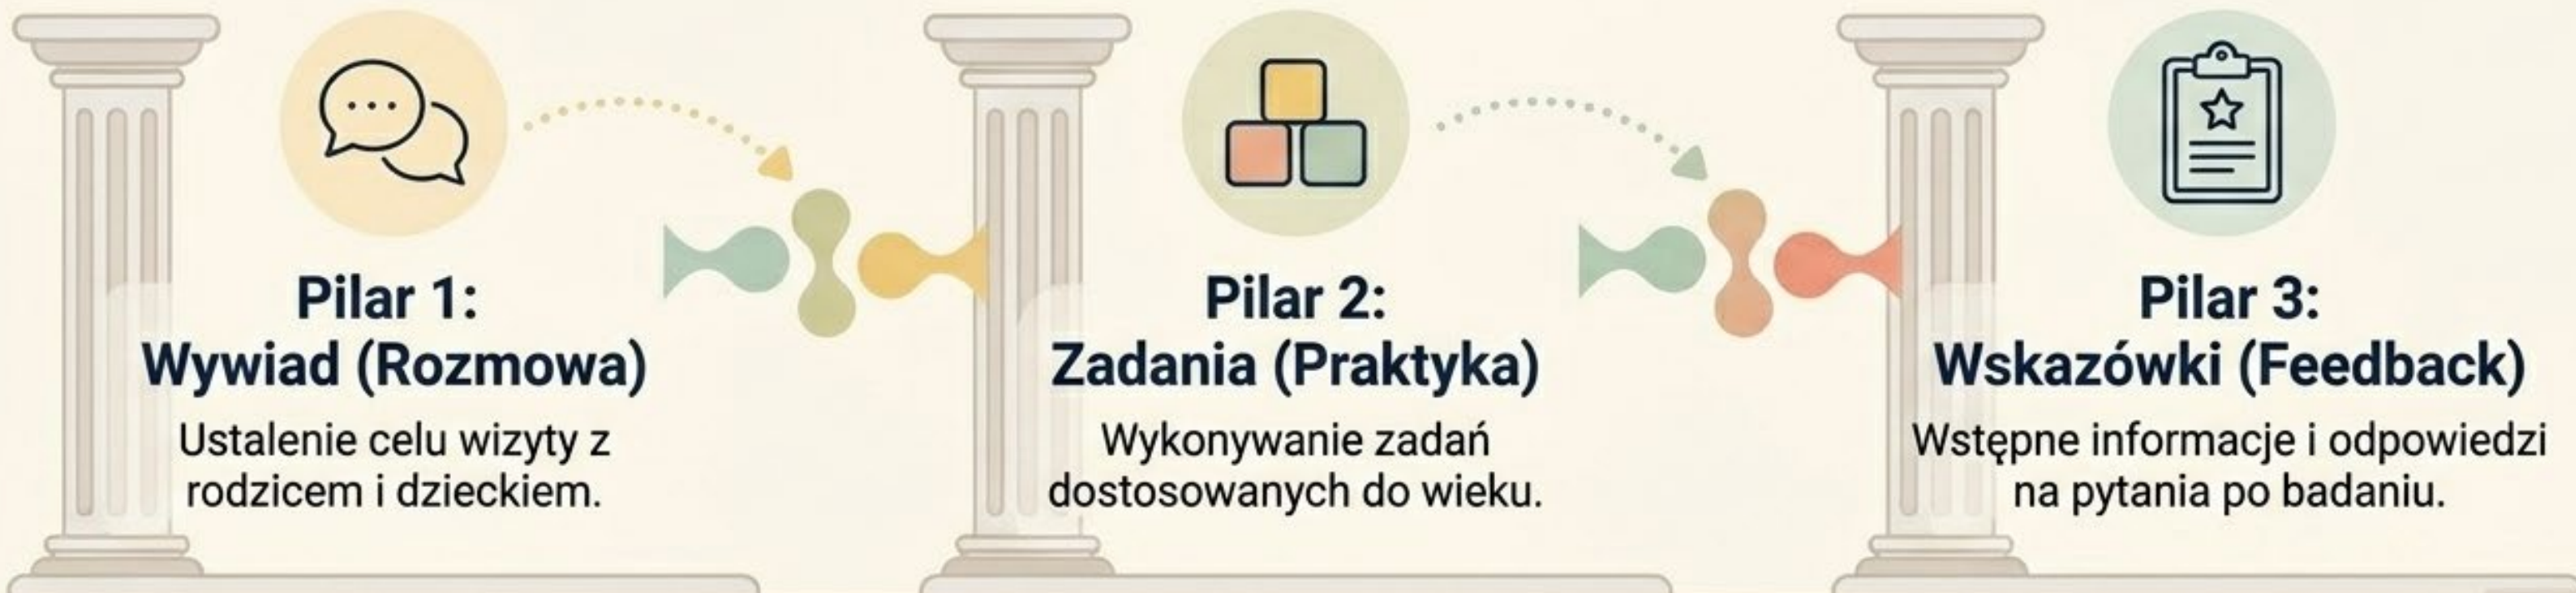 Pilar 1:
Wywiad (Rozmowa)
Ustalenie celu wizyty z
rodzicem i dzieckiem.
Pilar 2:
Zadania (Praktyka)
Wykonywanie zadań
dostosowanych do wieku.
Pilar 3:
Wskazówki (Feedback)
Wstępne informacje i odpowiedzi
na pytania po badaniu.